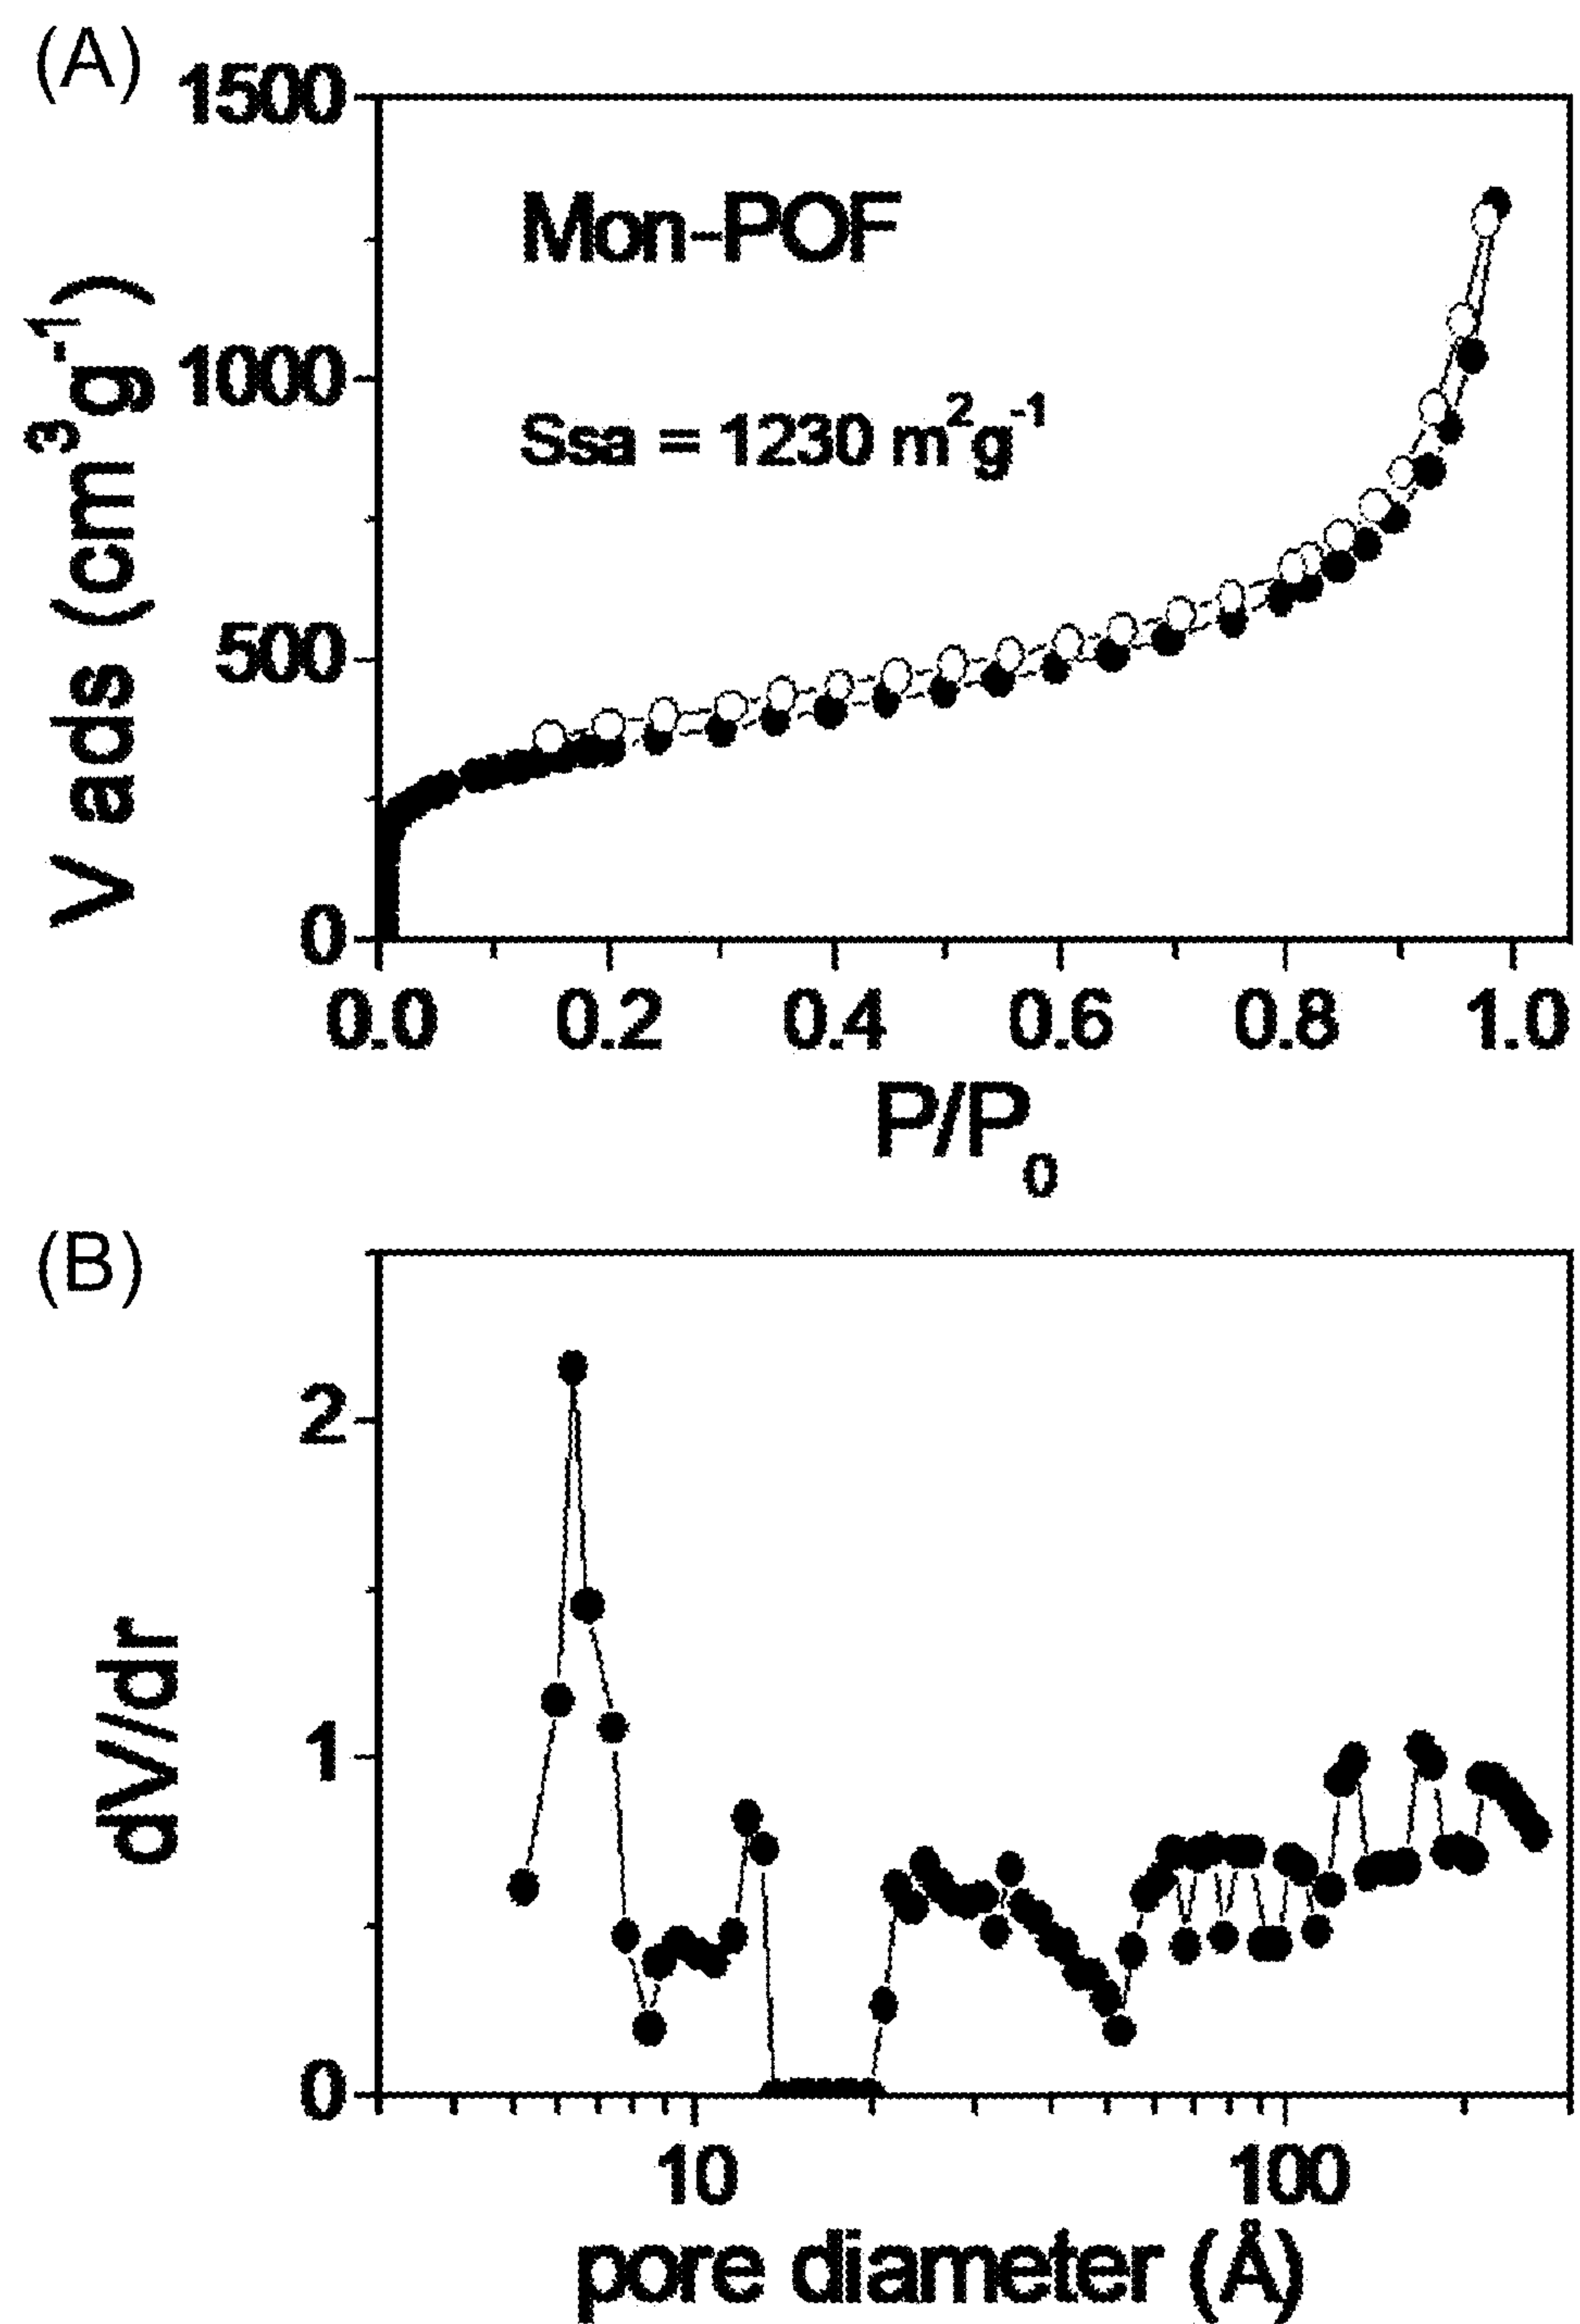 (A)
1500
1000
500
0
V ads (cm³g⁻¹)
Mon-POF
Ssa = 1230 m²g⁻¹
0.0 0.2 0.4 0.6 0.8 1.0
P/P₀
(B)
2
1
0
dV/dr
10 100
pore diameter (Å)